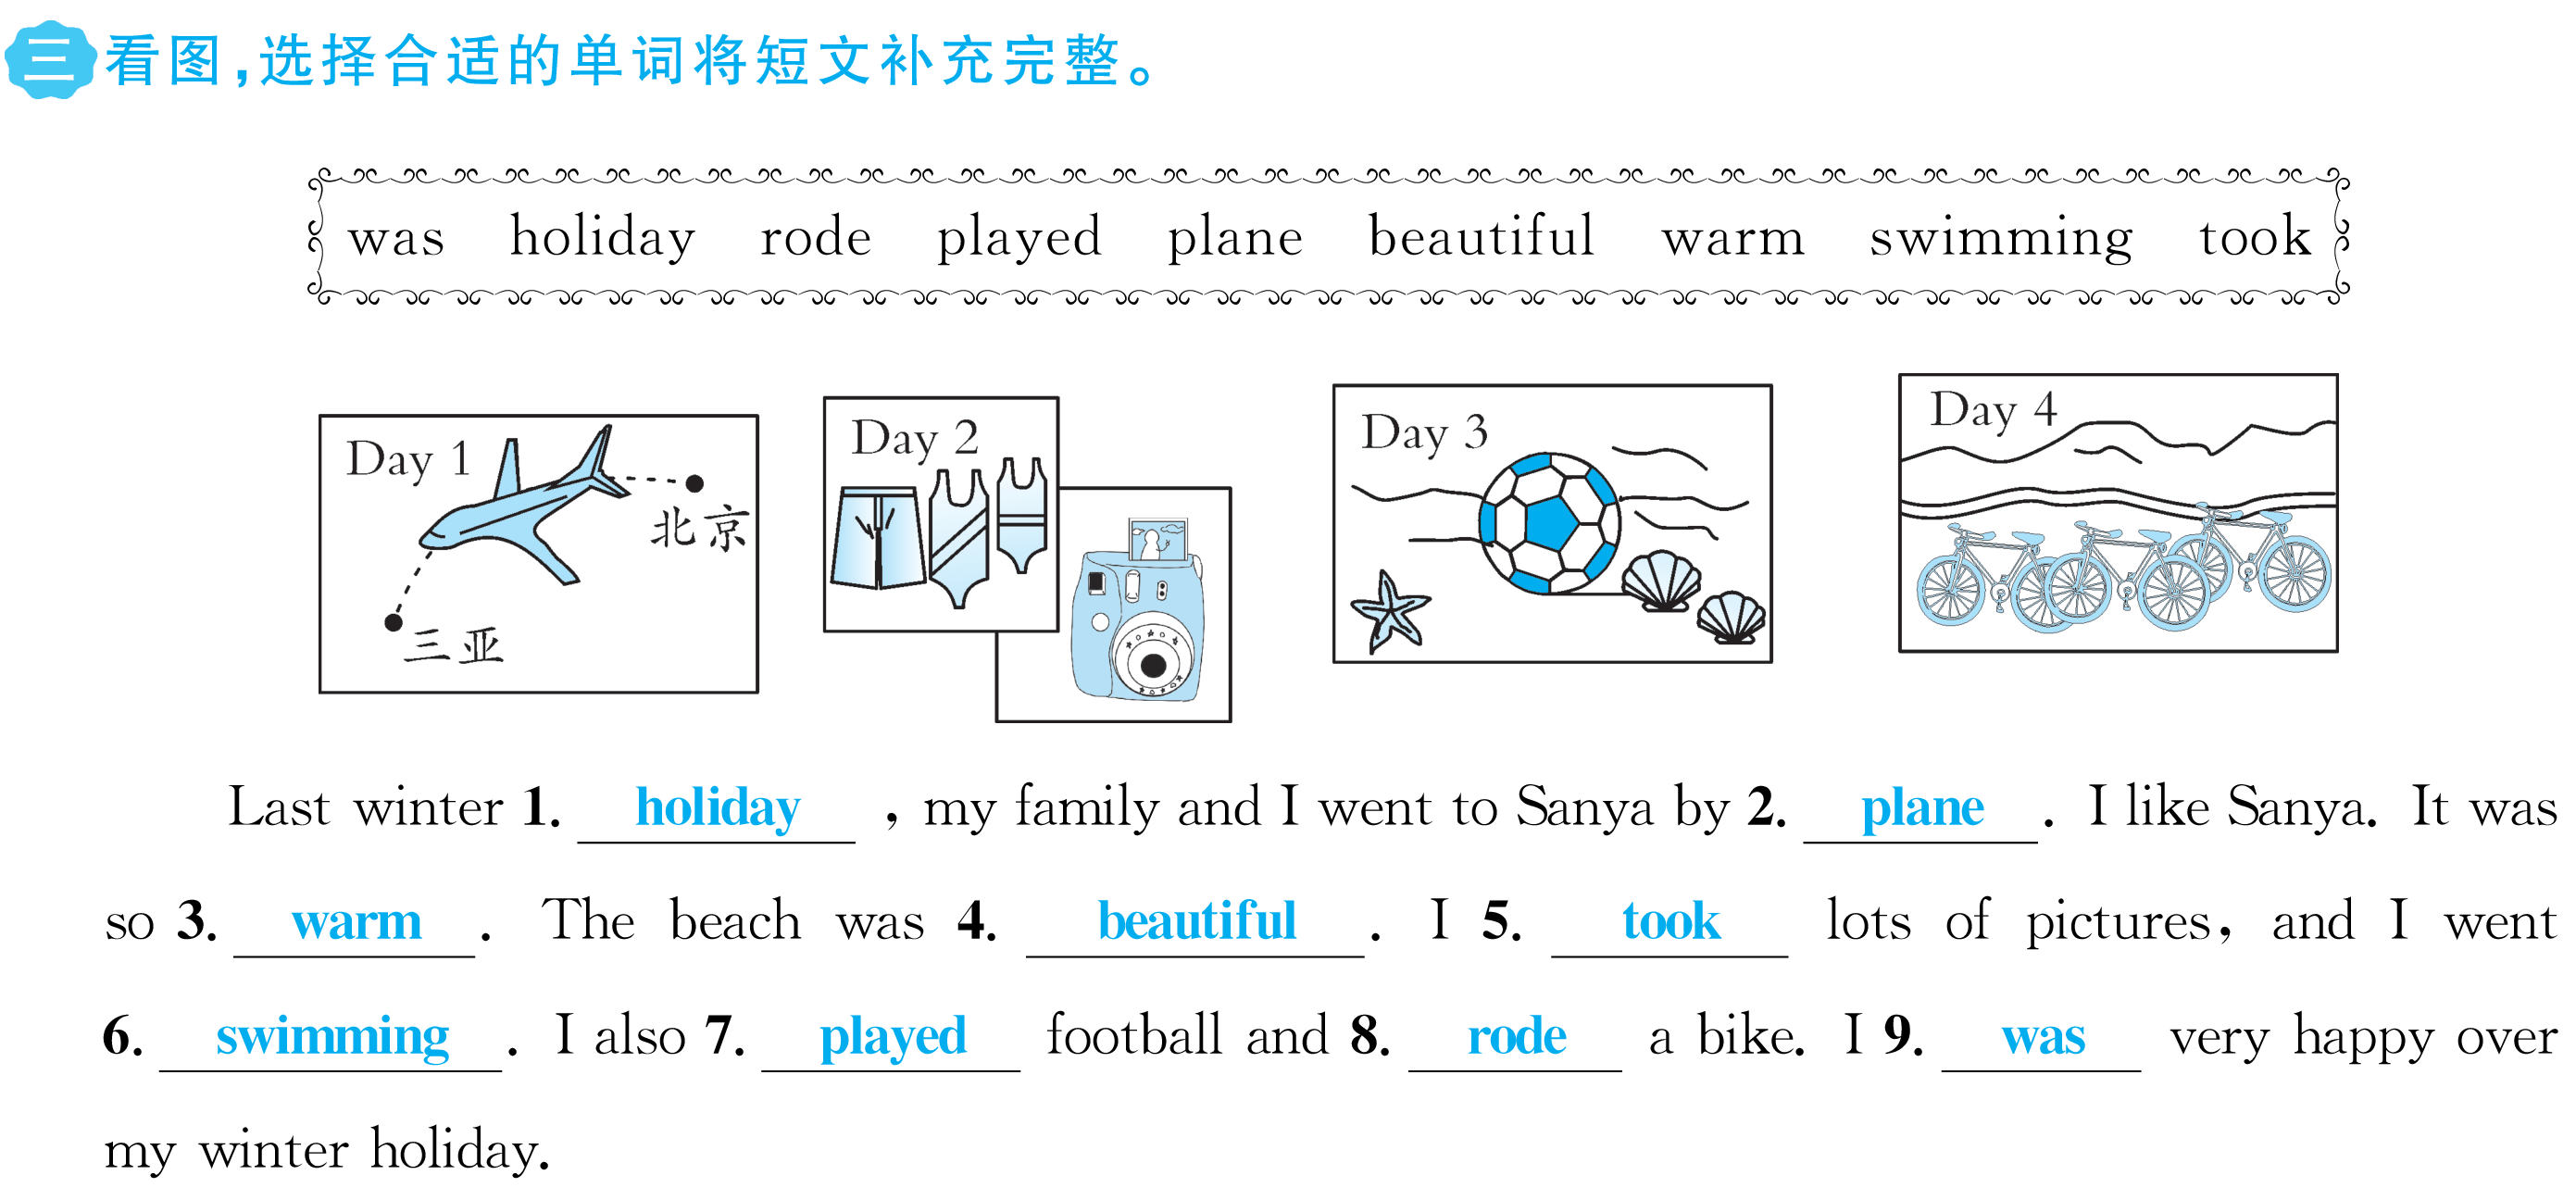 三 看图,选择合适的单词将短文补充完整。
was holiday rode played plane beautiful warm swimming took
Day 1
北京
三亚
Day 2
Day 3
Day 4
Last winter 1. holiday , my family and I went to Sanya by 2. plane . I like Sanya. It was
so 3. warm . The beach was 4. beautiful . I 5. took lots of pictures, and I went
6. swimming . I also 7. played football and 8. rode a bike. I 9. was very happy over
my winter holiday.